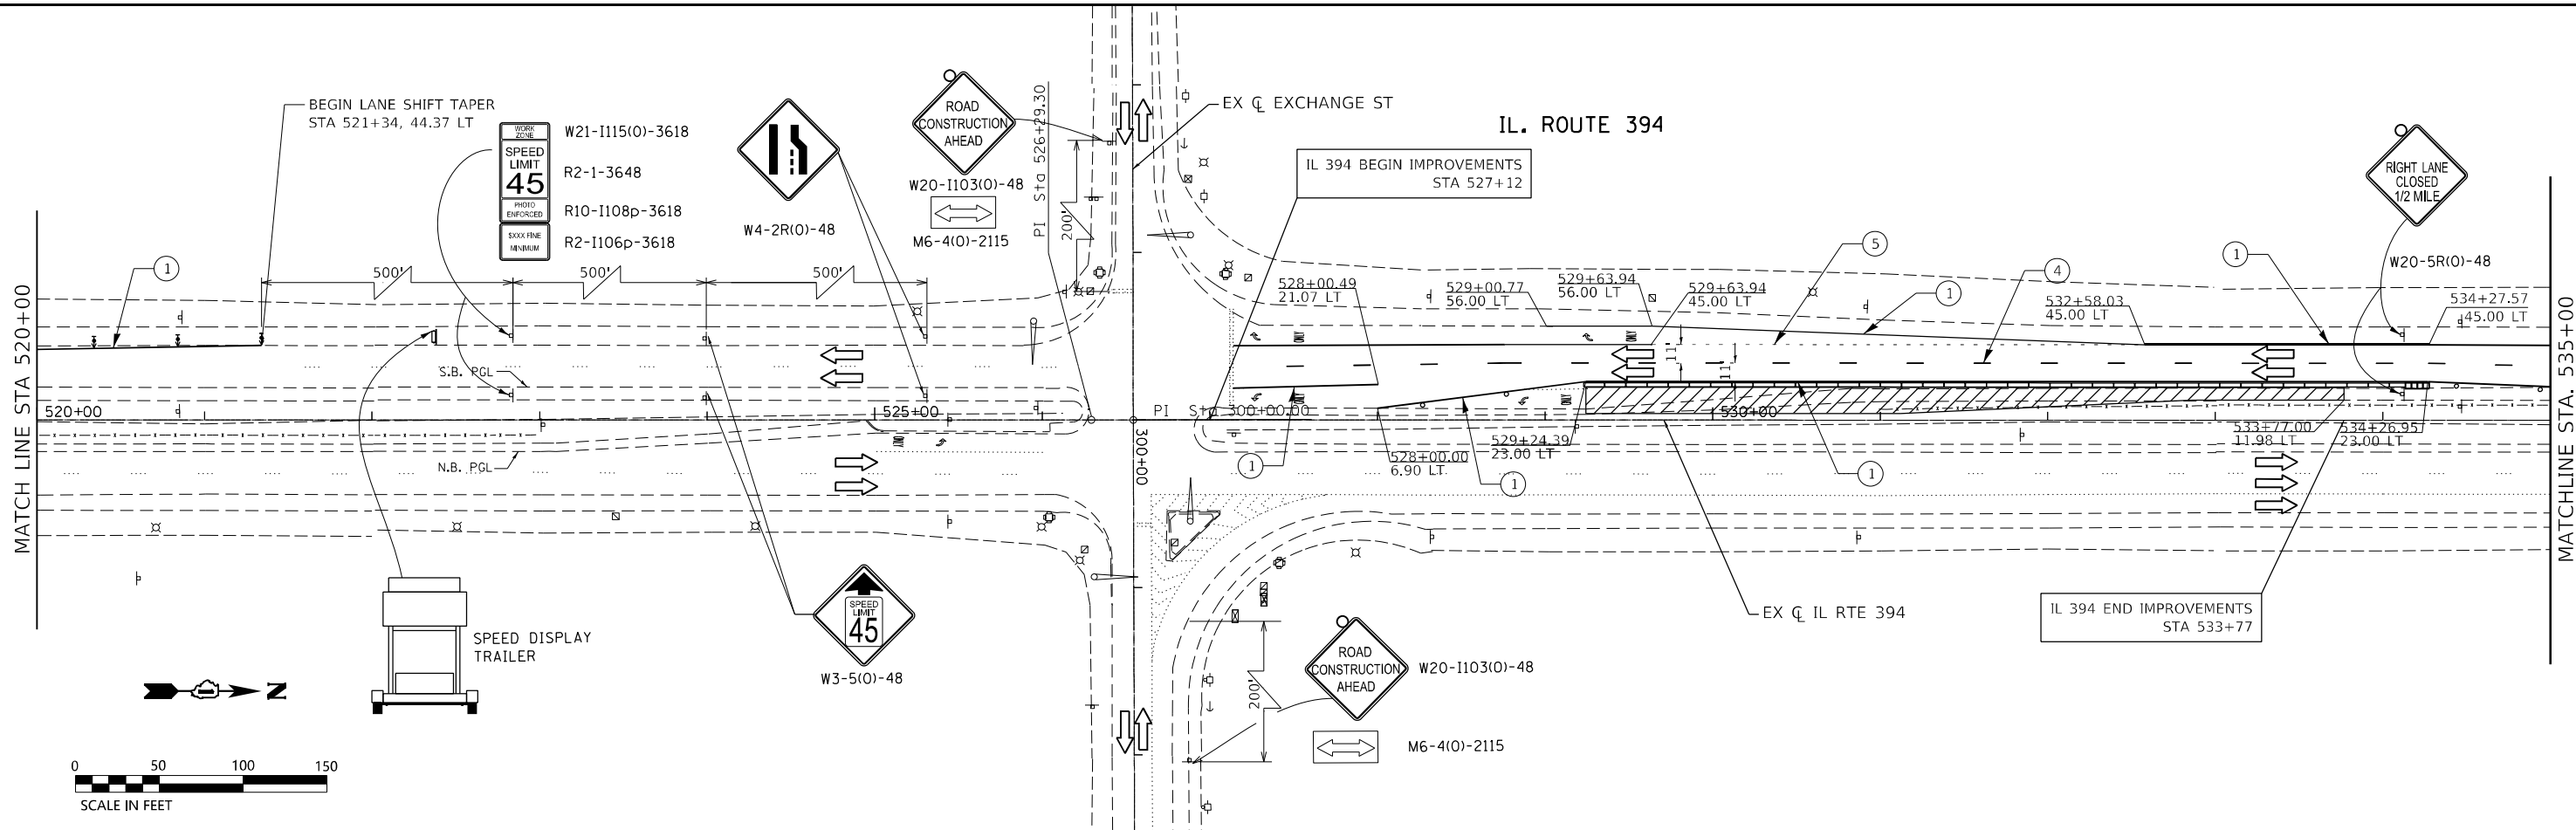 BEGIN LANE SHIFT TAPER
STA 521+34, 44.37 LT
WORK
ZONE
SPEED
LIMIT
45
PHOTO
ENFORCED
$XXX FINE
MINIMUM
W21-I115(O)-3618
R2-1-3648
R10-I108p-3618
R2-I106p-3618
W4-2R(O)-48
ROAD
CONSTRUCTION
AHEAD
W20-I103(O)-48
M6-4(O)-2115
PI Sta 526+29.30
200'
EX ℄ EXCHANGE ST
IL. ROUTE 394
IL 394 BEGIN IMPROVEMENTS
STA 527+12
RIGHT LANE
CLOSED
1/2 MILE
W20-5R(O)-48
MATCH LINE STA 520+00
1
500'
500'
500'
528+00.49
21.07 LT
529+00.77
56.00 LT
529+63.94
56.00 LT
529+63.94
45.00 LT
5
4
1
1
532+58.03
45.00 LT
534+27.57
45.00 LT
MATCHLINE STA. 535+00
ONLY
ONLY
11'
11'
S.B. PGL
520+00
525+00
PI Sta 300+00.00
530+00
ONLY
ONLY
ONLY
N.B. PGL
300+00
1
528+00.00
6.90 LT
529+24.39
23.00 LT
1
1
533+77.00
11.98 LT
534+26.95
23.00 LT
EX ℄ IL RTE 394
IL 394 END IMPROVEMENTS
STA 533+77
SPEED DISPLAY
TRAILER
SPEED
LIMIT
45
W3-5(O)-48
200'
ROAD
CONSTRUCTION
AHEAD
W20-I103(O)-48
M6-4(O)-2115
N
0 50 100 150
SCALE IN FEET